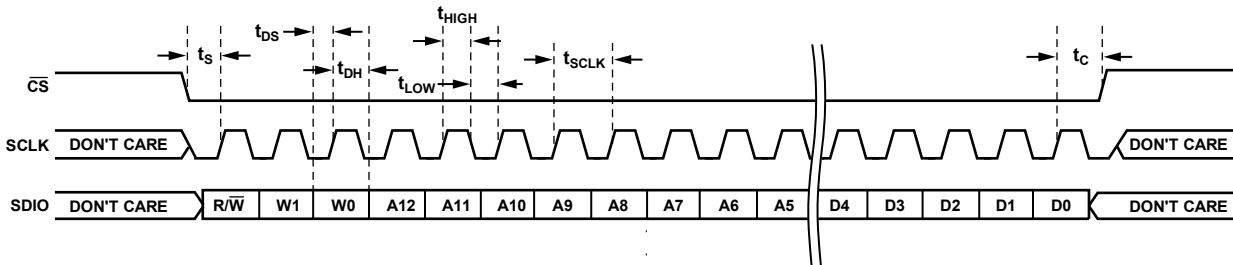 tHIGH
tDS
tS tDH tSCLK tC
tLOW
CS
SCLK DON'T CARE DON'T CARE
SDIO DON'T CARE R/W W1 W0 A12 A11 A10 A9 A8 A7 A6 A5 D4 D3 D2 D1 D0 DON'T CARE